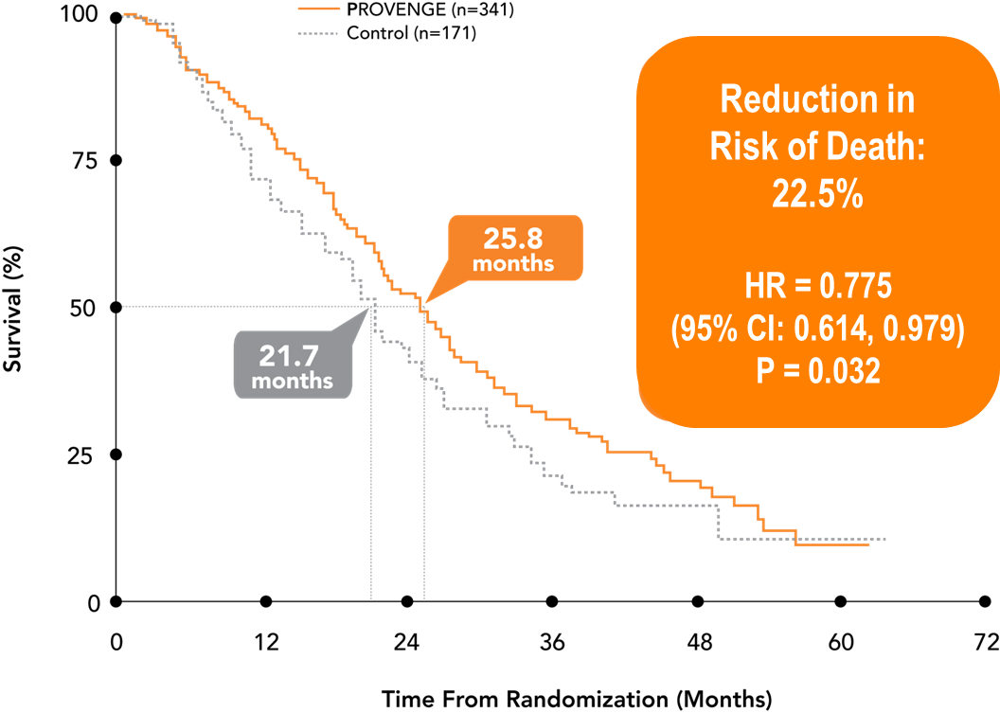 PROVENGE (n=341)
Control (n=171)
100
75
50
25
0
Survival (%)
Reduction in
Risk of Death:
22.5%
HR = 0.775
(95% CI: 0.614, 0.979)
P = 0.032
25.8
months
21.7
months
0
12
24
36
48
60
72
Time From Randomization (Months)